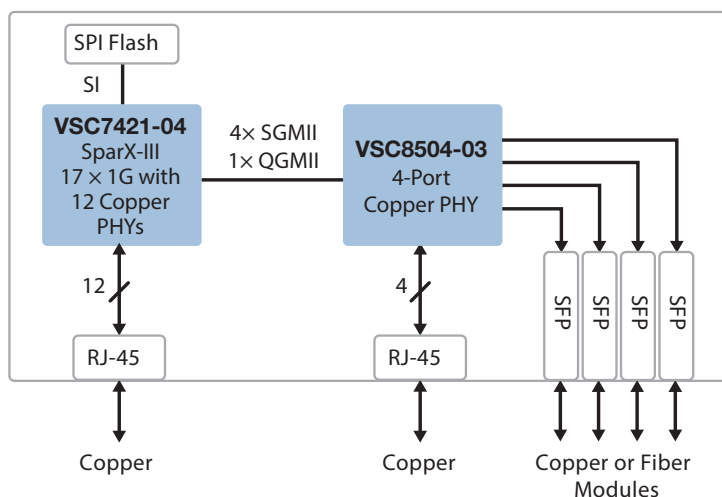 SPI Flash
SI
VSC7421-04
SparX-III
17 × 1G with
12 Copper
PHYs
4× SGMII
1× QGMII
VSC8504-03
4-Port
Copper PHY
12
4
SFP
SFP
SFP
SFP
RJ-45
RJ-45
Copper
Copper
Copper or Fiber
Modules